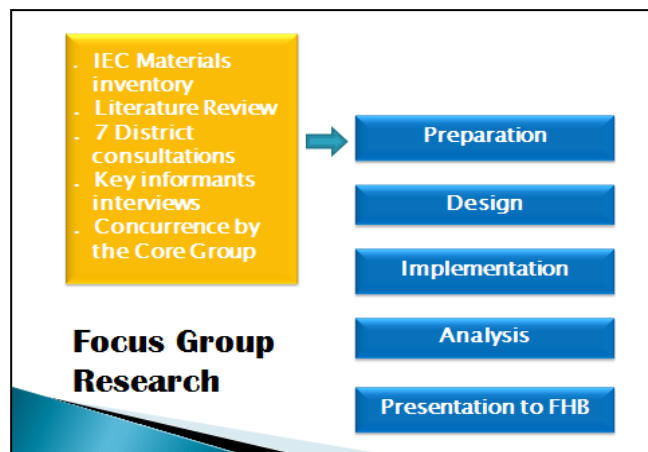 . IEC Materials
inventory
. Literature Review
. 7 District
consultations
. Key informants
interviews
. Concurrence by
the Core Group
Preparation
Design
Implementation
Analysis
Presentation to FHB
Focus Group
Research